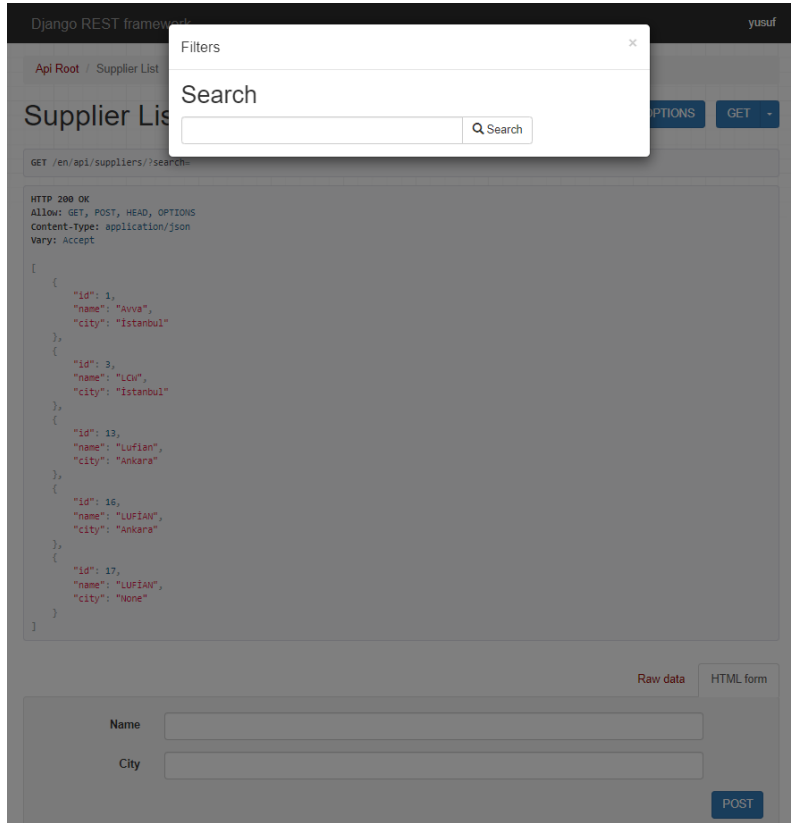 Django REST framework
yusuf
Filters
×
Api Root / Supplier List
Search
Supplier Lis
OPTIONS
GET
Search
GET /en/api/suppliers/?search=
HTTP 200 OK
Allow: GET, POST, HEAD, OPTIONS
Content-Type: application/json
Vary: Accept
[
{
"id": 1,
"name": "Avva",
"city": "İstanbul"
},
{
"id": 3,
"name": "LCW",
"city": "İstanbul"
},
{
"id": 13,
"name": "Lufian",
"city": "Ankara"
},
{
"id": 16,
"name": "LUFİAN",
"city": "Ankara"
},
{
"id": 17,
"name": "LUFİAN",
"city": "None"
}
]
Raw data
HTML form
Name
City
POST